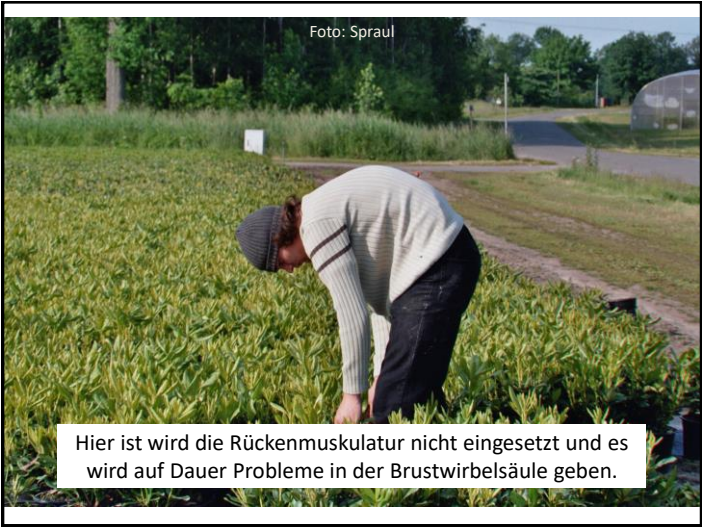 Foto: Spraul
Hier ist wird die Rückenmuskulatur nicht eingesetzt und es
wird auf Dauer Probleme in der Brustwirbelsäule geben.